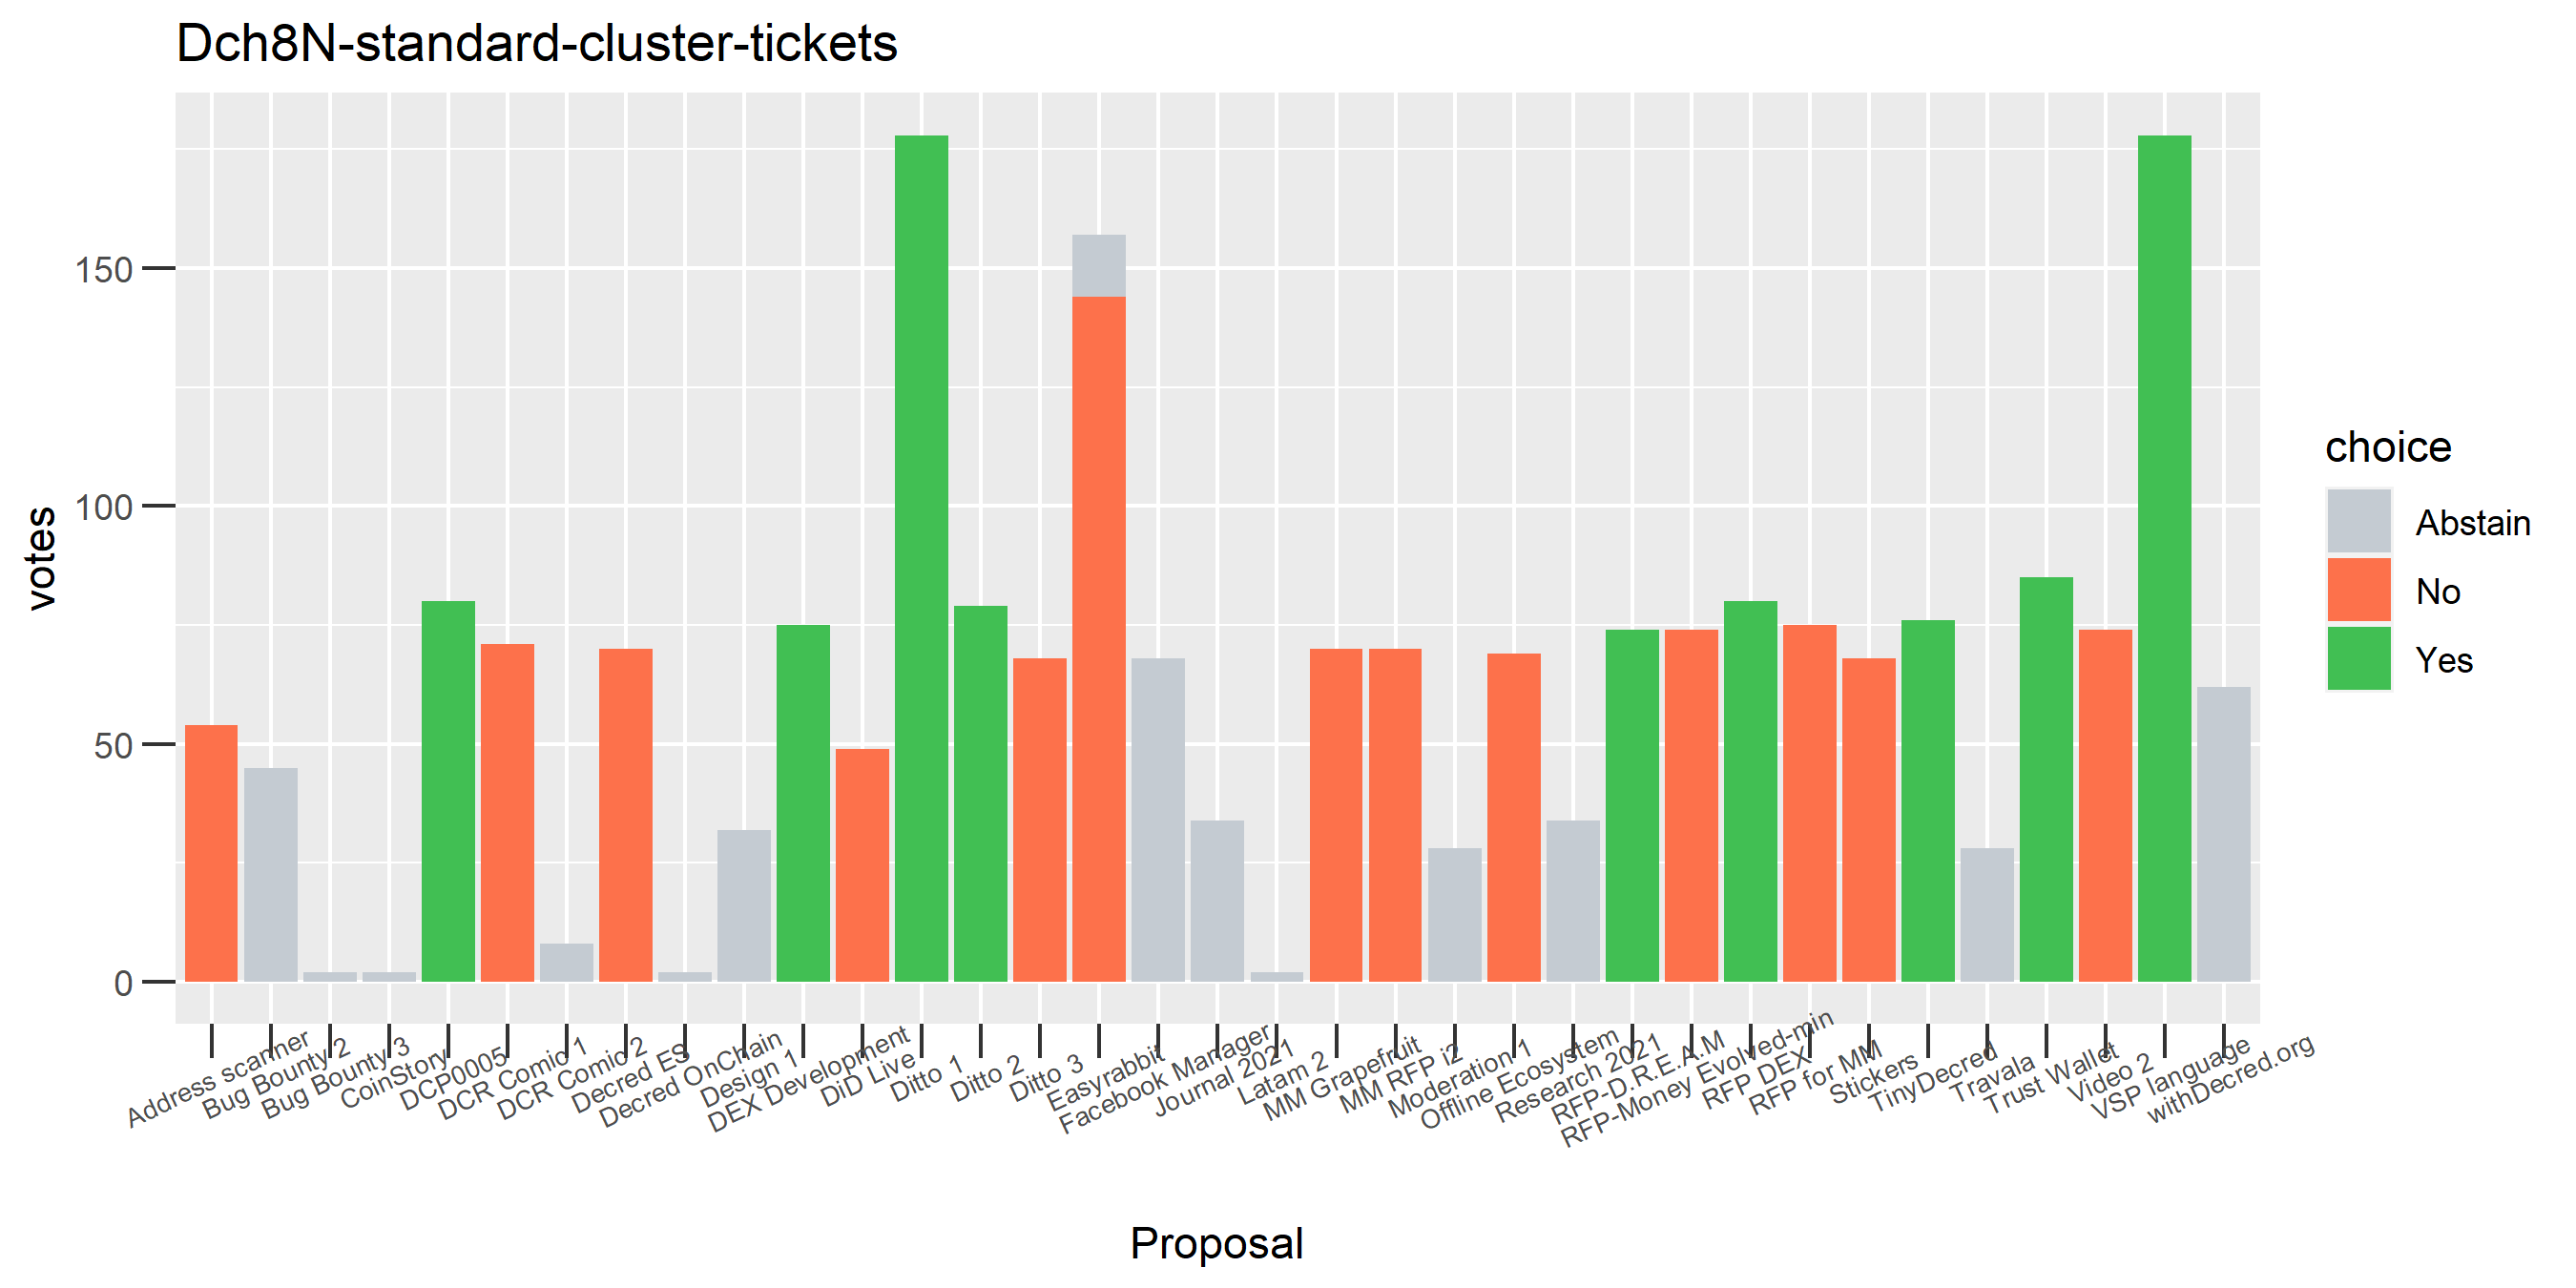 Dch8N-standard-cluster-tickets
votes
150
100
50
0
Address scanner
Bug Bounty 2
Bug Bounty 3
CoinStory
DCP0005
DCR Comic 1
DCR Comic 2
Decred ES
Decred OnChain
Design 1
DEX Development
DiD Live
Ditto 1
Ditto 2
Ditto 3
Easyrabbit
Facebook Manager
Journal 2021
Latam 2
MM Grapefruit
MM RFP i2
Moderation 1
Offline Ecosystem
Research 2021
RFP-D.R.E.A.M
RFP-Money Evolved-min
RFP DEX
RFP for MM
Stickers
TinyDecred
Travala
Trust Wallet
Video 2
VSP language
withDecred.org
Proposal
choice
Abstain
No
Yes